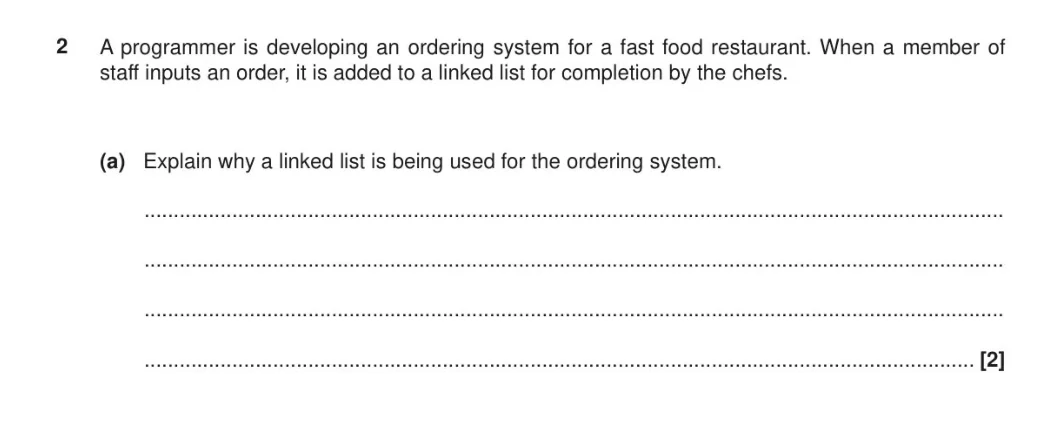 2 A programmer is developing an ordering system for a fast food restaurant. When a member of
staff inputs an order, it is added to a linked list for completion by the chefs.
(a) Explain why a linked list is being used for the ordering system.
....................................................................................................................................................
....................................................................................................................................................
....................................................................................................................................................
............................................................................................................................................... [2]